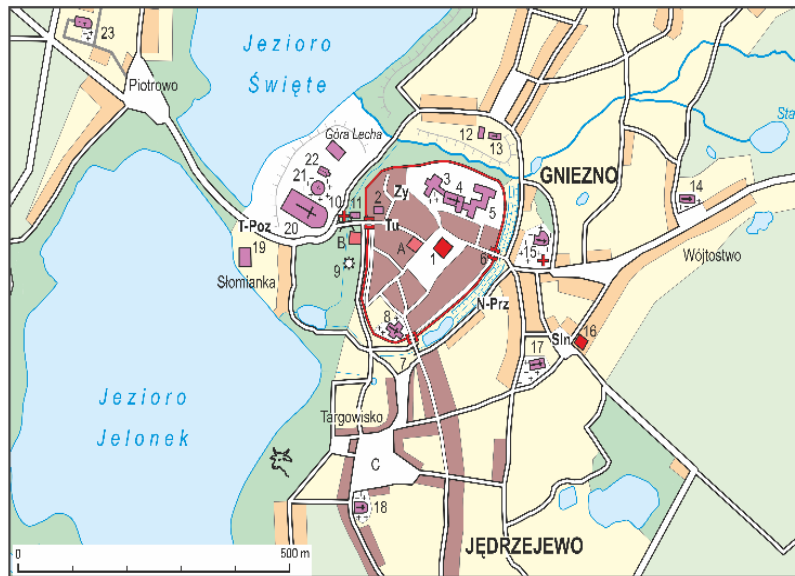 23
Piotrowo
Jezioro
Święte
Góra Lecha
12
13
Sta
22
21
10
11
2
Zy
3
4
5
GNIEZNO
14
20
T-Poz
Tu
B
A
1
6
15
19
Słomianka
9
Wójtostwo
N-Prz
8
Sln
16
17
7
Jezioro
Jelonek
Targowisko
C
18
JĘDRZEJEWO
0
500 m